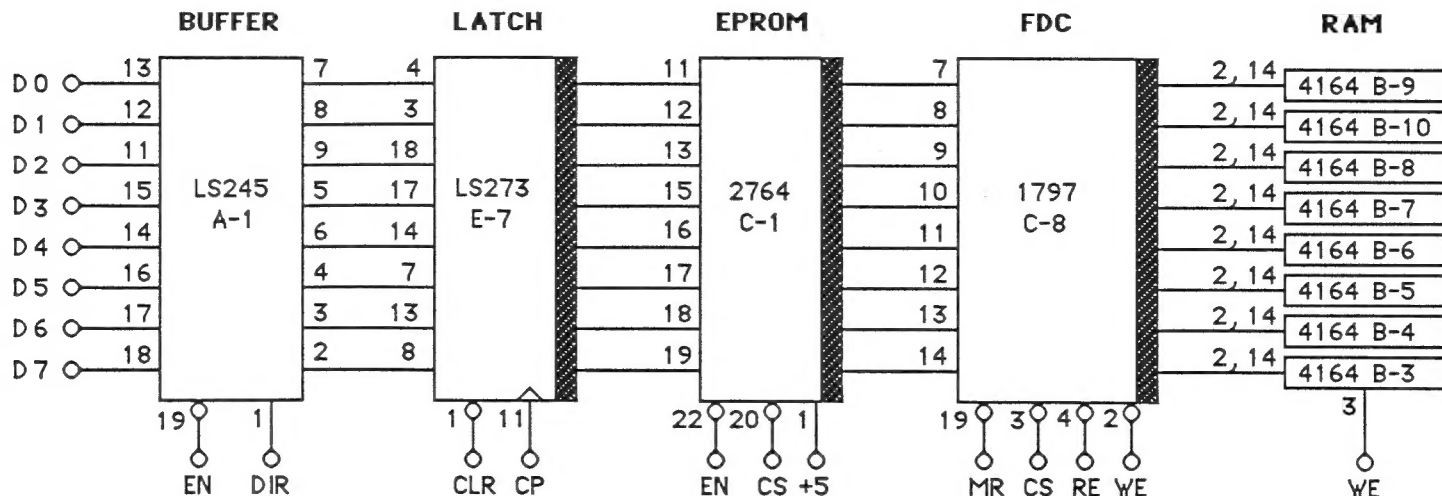 BUFFER LATCH EPROM FDC RAM
D0 13 7 4 11 7 2, 14 4164 B-9
D1 12 8 3 12 8 2, 14 4164 B-10
D2 11 9 18 13 9 2, 14 4164 B-8
D3 15 LS245 5 17 LS273 15 2764 10 1797 2, 14 4164 B-7
A-1 E-7 C-1 C-8
D4 14 6 14 16 11 2, 14 4164 B-6
D5 16 4 7 17 12 2, 14 4164 B-5
D6 17 3 13 18 13 2, 14 4164 B-4
D7 18 2 8 19 14 2, 14 4164 B-3
19 1 1 11 22 20 1 19 3 4 2 3
EN DIR CLR CP EN CS +5 MR CS RE WE WE